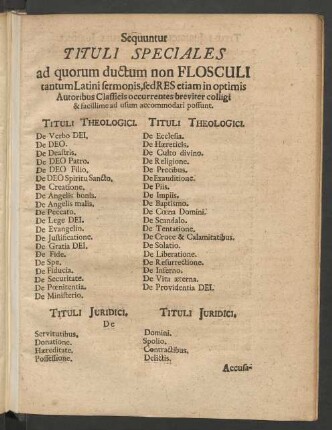 Sequuntur
TITULI SPECIALES
ad quorum ductum non FLOSCULI
tantum Latini sermonis, sed RES etiam in optimis
Autoribus Classicis occurrentes breviter colligi
& facillime ad usum accommodari possunt.
TITULI THEOLOGICI.
De Verbo DEI,
De DEO.
De Deastris.
De DEO Patro.
De DEO Filio,
De DEO Spiritu Sancto,
De Creatione,
De Angelis bonis.
De Angelis malis,
De Peccato.
De Lege DEI.
De Evangelio.
De Justificatione.
De Gratia DEI.
De Fide.
De Spe.
De Fiducia.
De Securitate.
De Pœnitentia.
De Ministerio.
TITULI THEOLOGICI.
De Ecclesia.
De Hæreticis.
De Cultu divino.
De Religione.
De Precibus.
De Exauditione.
De Piis.
De Impiis.
De Baptismo.
De Cœna Domini.
De Scandalo.
De Tentatione.
De Cruce & Calamitatibus.
De Solatio.
De Liberatione.
De Resurrectione.
De Inferno.
De Vita æterna.
De Providentia DEI.
TITULI JURIDICI.
TITULI JURIDICI.
De
Servitutibus,
Donatione.
Hæreditate,
Possessione.
Domini.
Spolio.
Contractibus,
Delictis.
Accusa-